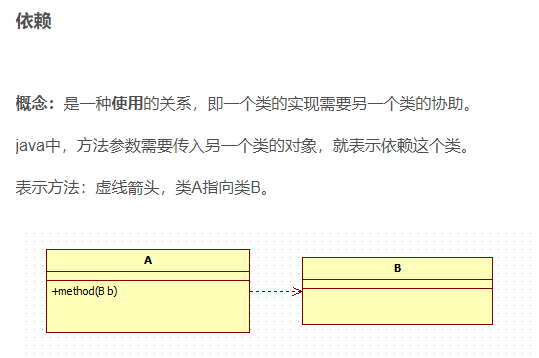 依赖
概念：是一种使用的关系，即一个类的实现需要另一个类的协助。
java中，方法参数需要传入另一个类的对象，就表示依赖这个类。
表示方法：虚线箭头，类A指向类B。
A
+method(B b)
B